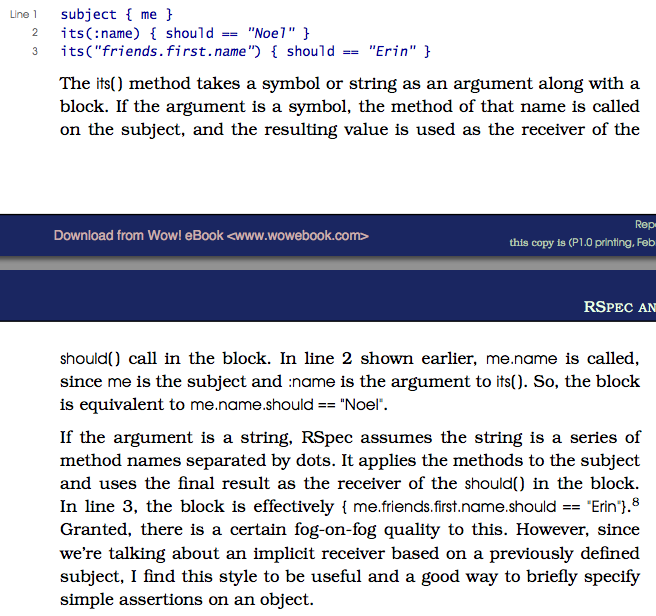 Line 1 subject { me }
2 its(:name) { should == "Noel" }
3 its("friends.first.name") { should == "Erin" }
The its() method takes a symbol or string as an argument along with a
block. If the argument is a symbol, the method of that name is called
on the subject, and the resulting value is used as the receiver of the
Repo
Download from Wow! eBook <www.wowebook.com>
this copy is (P1.0 printing, Feb
RSPEC AN
should() call in the block. In line 2 shown earlier, me.name is called,
since me is the subject and :name is the argument to its(). So, the block
is equivalent to me.name.should == "Noel".
If the argument is a string, RSpec assumes the string is a series of
method names separated by dots. It applies the methods to the subject
and uses the final result as the receiver of the should() in the block.
In line 3, the block is effectively { me.friends.first.name.should == "Erin"}.8
Granted, there is a certain fog-on-fog quality to this. However, since
we're talking about an implicit receiver based on a previously defined
subject, I find this style to be useful and a good way to briefly specify
simple assertions on an object.